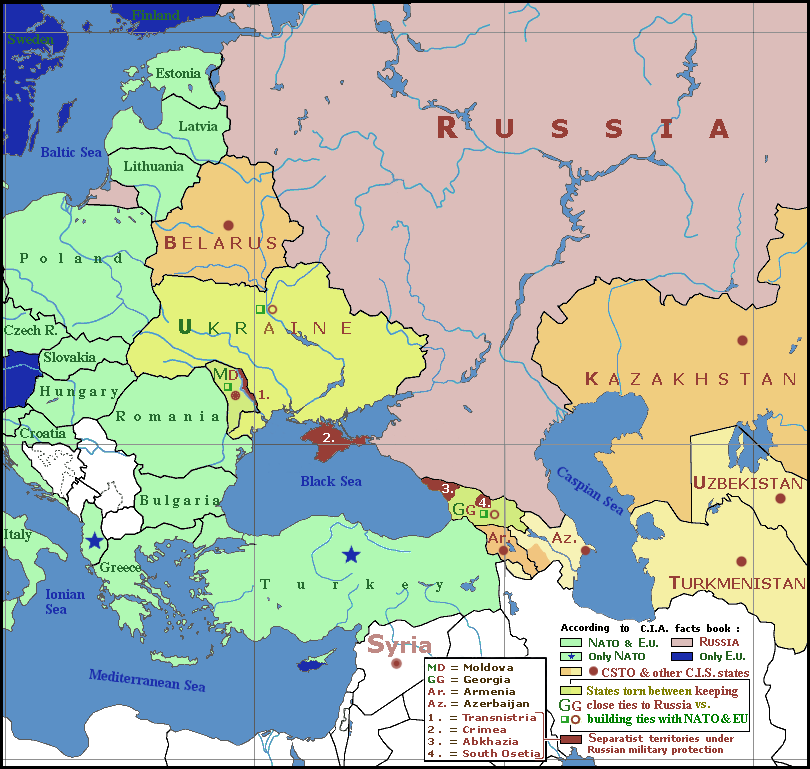 Finland
Sweden
Estonia
RUSSIA
Latvia
Baltic Sea
Lithuania
BELARUS
Poland
UKRAINE
Czech R.
Slovakia
MD
KAZAKHSTAN
Hungary
1.
Romania
Croatia
2.
Black Sea
Caspian Sea
UZBEKISTAN
3.
4.
Bulgaria
GG
Italy
Ar.
Az.
Greece
Turkey
TURKMENISTAN
Ionian
Sea
Syria
Mediterranean Sea
According to C.I.A. facts book :
NATO & E.U.
RUSSIA
Only NATO
Only E.U.
CSTO & other C.I.S. states
States torn between keeping
GG close ties to Russia vs.
building ties with NATO & EU
Separatist territories under
Russian military protection
MD = Moldova
GG = Georgia
Ar. = Armenia
Az. = Azerbaijan
1. = Transnistria
2. = Crimea
3. = Abkhazia
4. = South Osetia